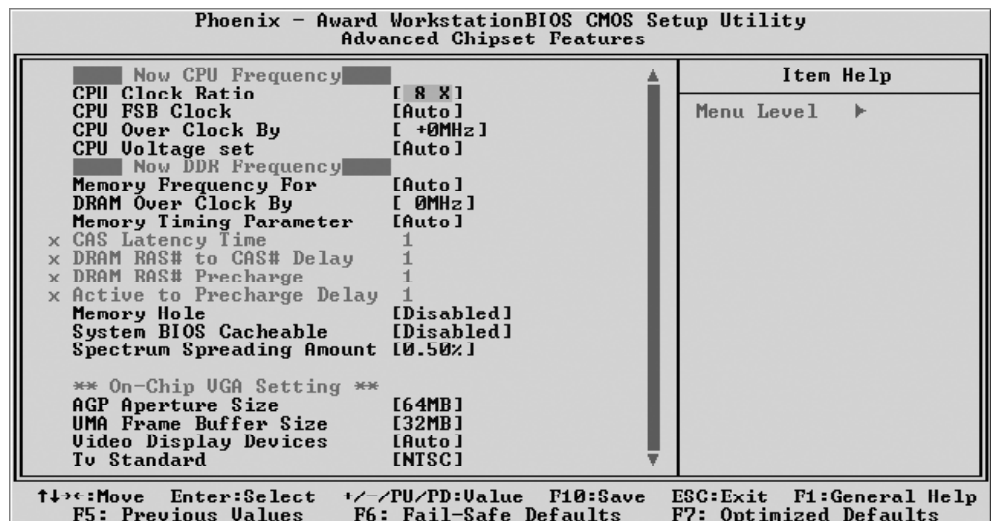 Phoenix - Award WorkstationBIOS CMOS Setup Utility
Advanced Chipset Features
Now CPU Frequency
CPU Clock Ratio [ 8 X]
CPU FSB Clock [Auto]
CPU Over Clock By [ +0MHz]
CPU Voltage set [Auto]
Now DDR Frequency
Memory Frequency For [Auto]
DRAM Over Clock By [ 0MHz]
Memory Timing Parameter [Auto]
x CAS Latency Time 1
x DRAM RAS# to CAS# Delay 1
x DRAM RAS# Precharge 1
x Active to Precharge Delay 1
Memory Hole [Disabled]
System BIOS Cacheable [Disabled]
Spectrum Spreading Amount [0.50%]
** On-Chip VGA Setting **
AGP Aperture Size [64MB]
UMA Frame Buffer Size [32MB]
Video Display Devices [Auto]
Tv Standard [NTSC]
Item Help
Menu Level ▶
↑↓→←:Move Enter:Select +/-/PU/PD:Value F10:Save ESC:Exit F1:General Help
F5: Previous Values F6: Fail-Safe Defaults F7: Optimized Defaults